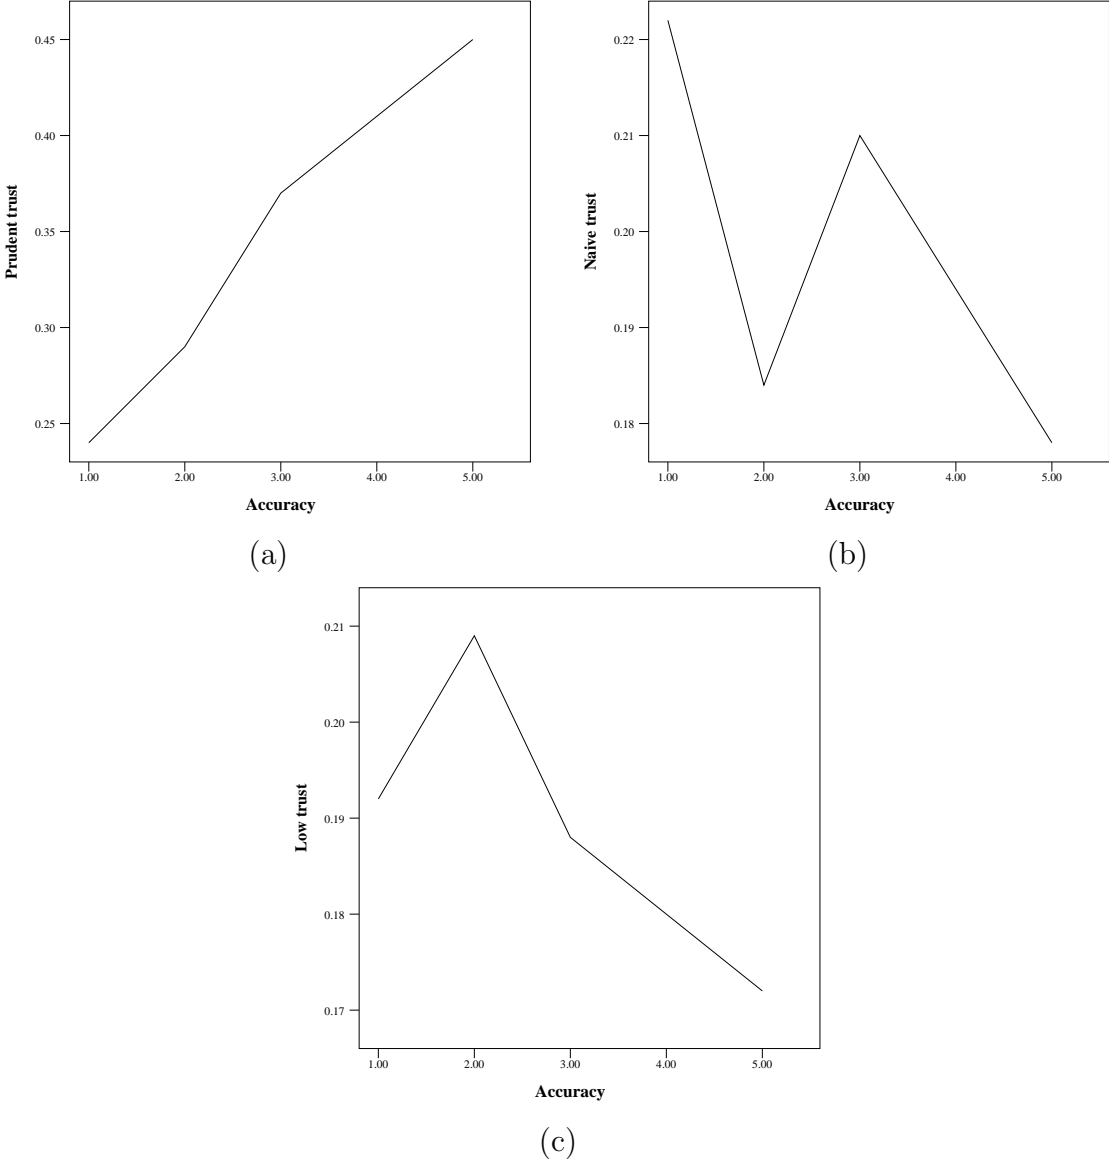 Prudent trust
0.45
0.40
0.35
0.30
0.25
1.00 2.00 3.00 4.00 5.00
Accuracy
(a)
Naive trust
0.22
0.21
0.20
0.19
0.18
1.00 2.00 3.00 4.00 5.00
Accuracy
(b)
Low trust
0.21
0.20
0.19
0.18
0.17
1.00 2.00 3.00 4.00 5.00
Accuracy
(c)